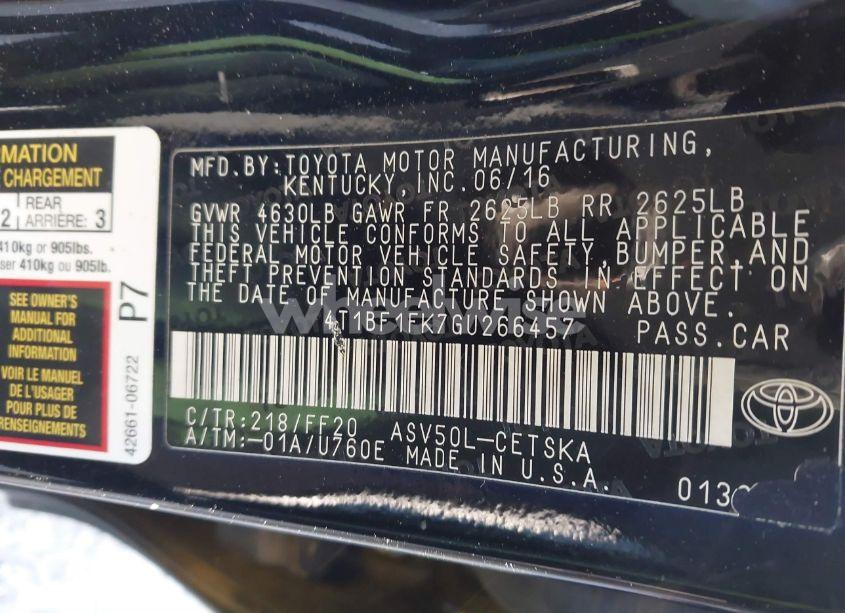 RMATION
E CHARGEMENT
2 REAR ARRIÈRE: 3
410kg or 905lbs.
ser 410kg ou 905lb.
SEE OWNER'S
MANUAL FOR
ADDITIONAL
INFORMATION
VOIR LE MANUEL
DE L'USAGER
POUR PLUS DE
RENSEIGNEMENTS
P7
42661-06722
MFD.BY:TOYOTA MOTOR MANUFACTURING,
KENTUCKY,INC.06/16
GVWR 4630LB GAWR FR 2625LB RR 2625LB
THIS VEHICLE CONFORMS TO ALL APPLICABLE
FEDERAL MOTOR VEHICLE SAFETY,BUMPER,AND
THEFT PREVENTION STANDARDS IN EFFECT ON
THE DATE OF MANUFACTURE SHOWN ABOVE.
4T1BF1FK7GU266457 PASS.CAR
C/TR:218/FF20 ASV50L-CETSKA
A/TM:-01A/U760E MADE IN U.S.A.
013